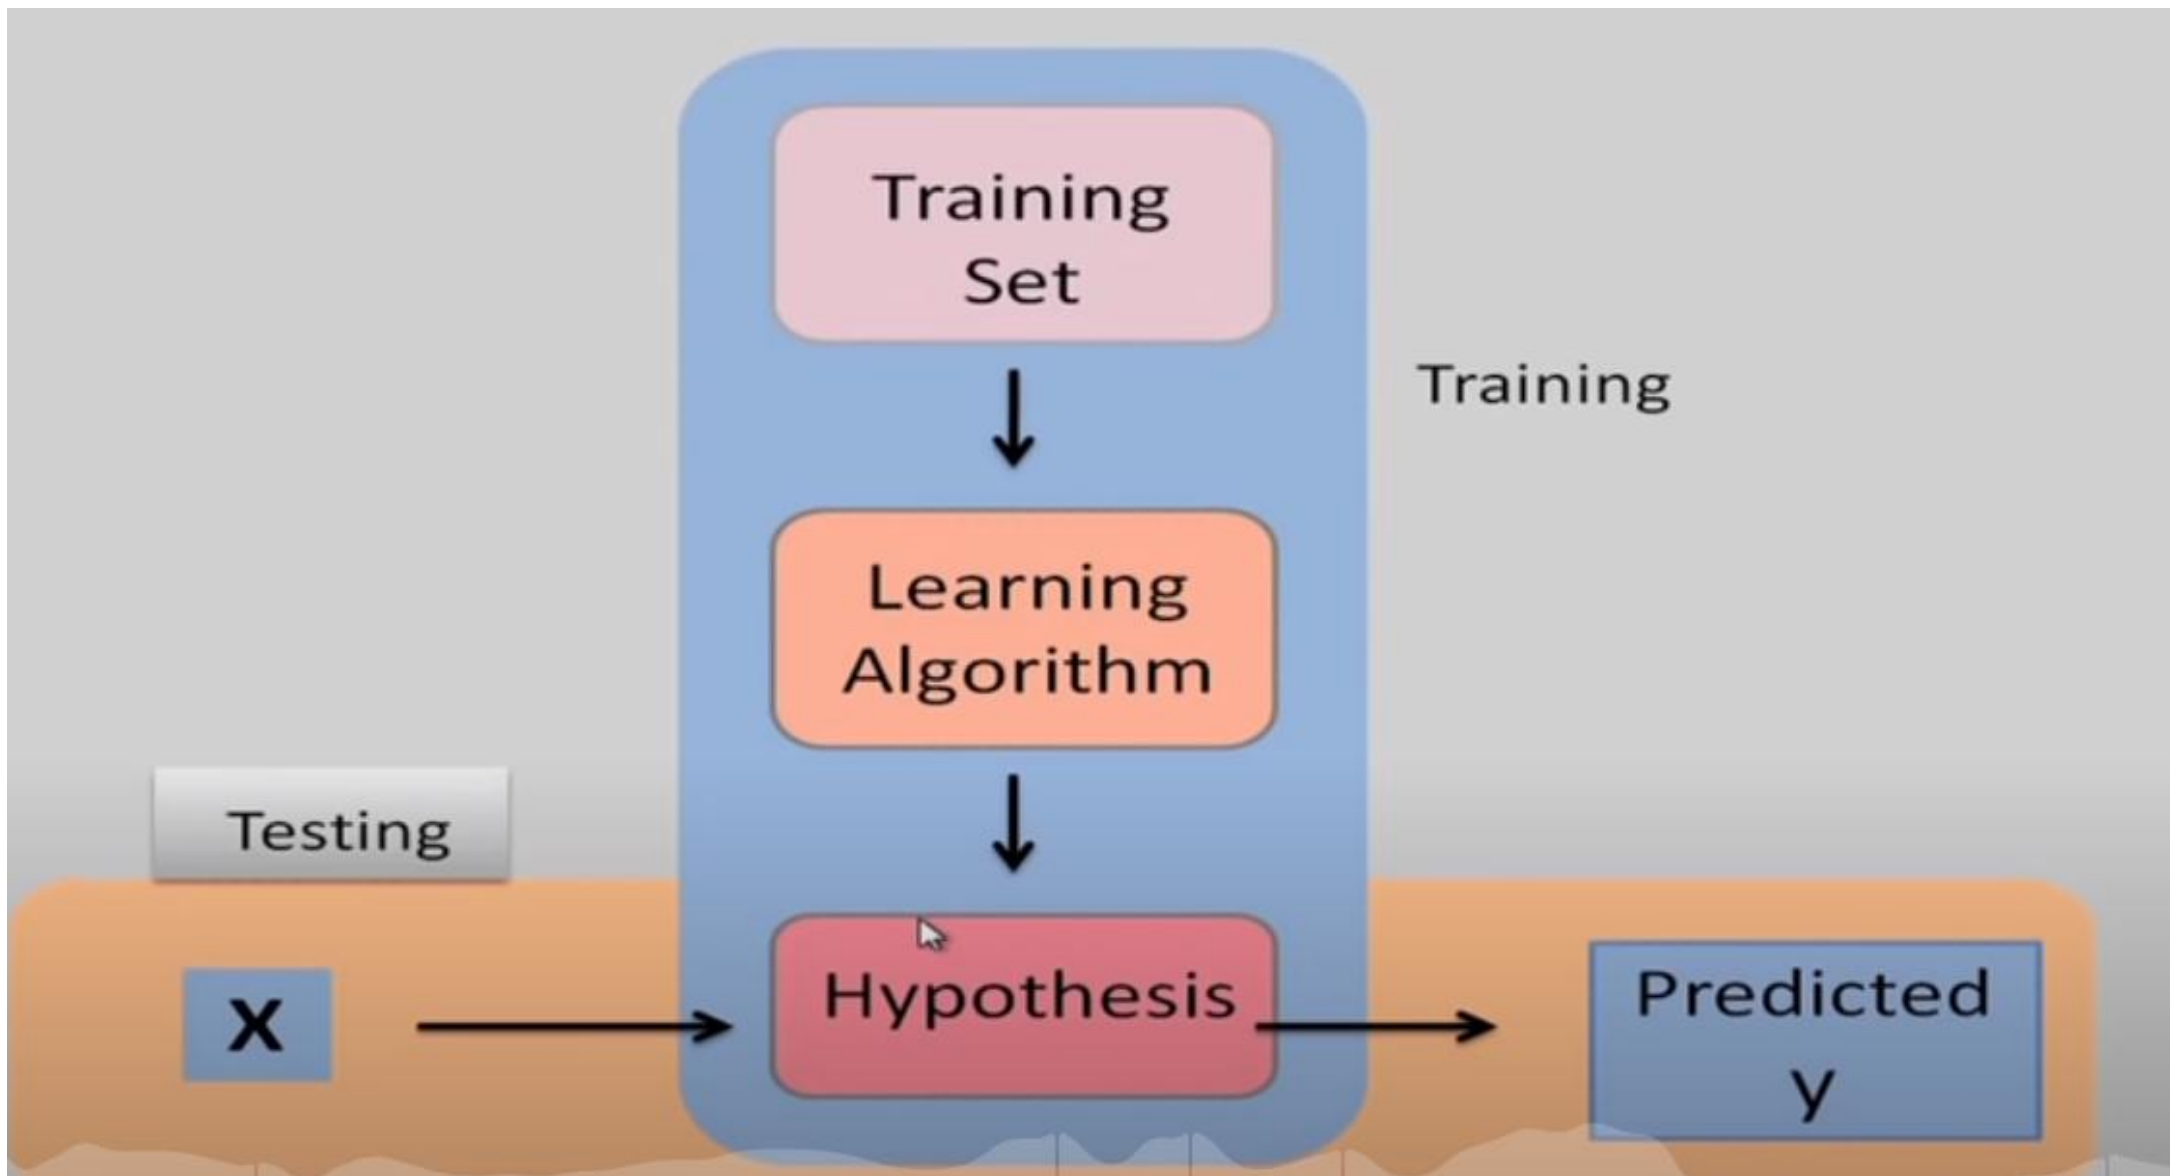 Training
Set
Training
Learning
Algorithm
Testing
X
Hypothesis
Predicted
y